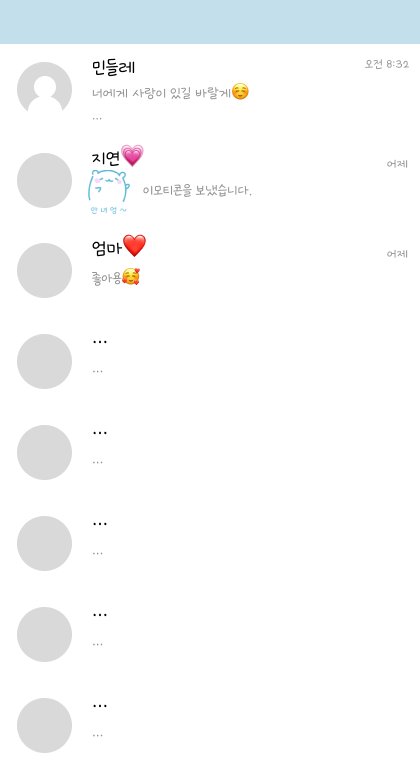 민들레
오전 8:32
너에게 사랑이 있길 바랄게☺️
...
지연💗
어제
이모티콘을 보냈습니다.
안녀엉~
엄마❤️
어제
좋아용🥰
...
...
...
...
...
...
...
...
...
...